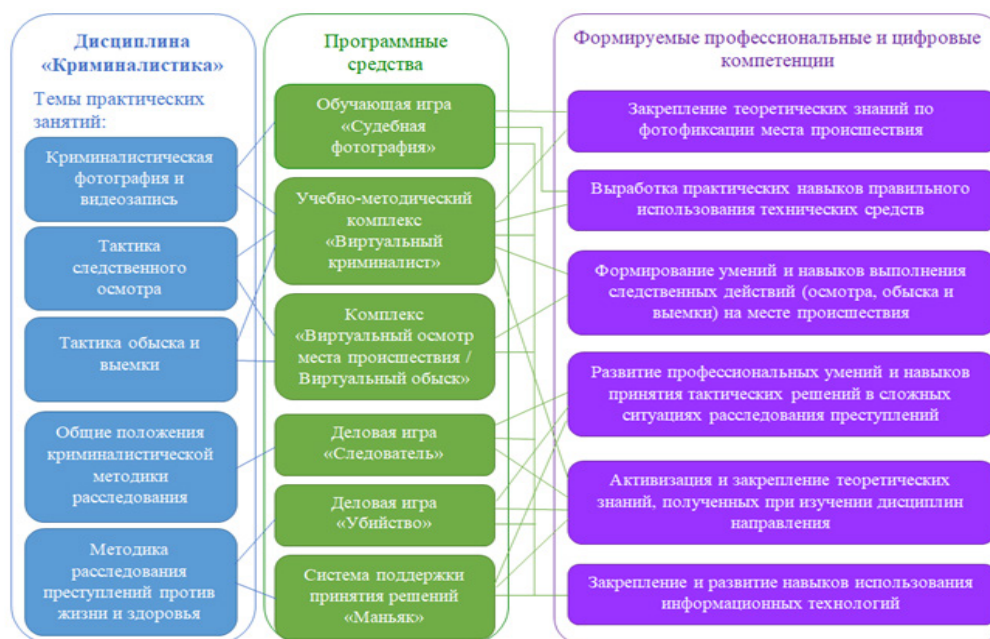 Дисциплина
«Криминалистика»
Темы практических
занятий:
Криминалистическая
фотография и
видеозапись
Тактика
следственного
осмотра
Тактика обыска и
выемки
Общие положения
криминалистической
методики
расследования
Методика
расследования
преступлений против
жизни и здоровья
Программные
средства
Обучающая игра
«Судебная
фотография»
Учебно-методический
комплекс
«Виртуальный
криминалист»
Комплекс
«Виртуальный осмотр
места происшествия /
Виртуальный обыск»
Деловая игра
«Следователь»
Деловая игра
«Убийство»
Система поддержки
принятия решений
«Маньяк»
Формируемые профессиональные и цифровые
компетенции
Закрепление теоретических знаний по
фотофиксации места происшествия
Выработка практических навыков правильного
использования технических средств
Формирование умений и навыков выполнения
следственных действий (осмотра, обыска и
выемки) на месте происшествия
Развитие профессиональных умений и навыков
принятия тактических решений в сложных
ситуациях расследования преступлений
Активизация и закрепление теоретических
знаний, полученных при изучении дисциплин
направления
Закрепление и развитие навыков использования
информационных технологий